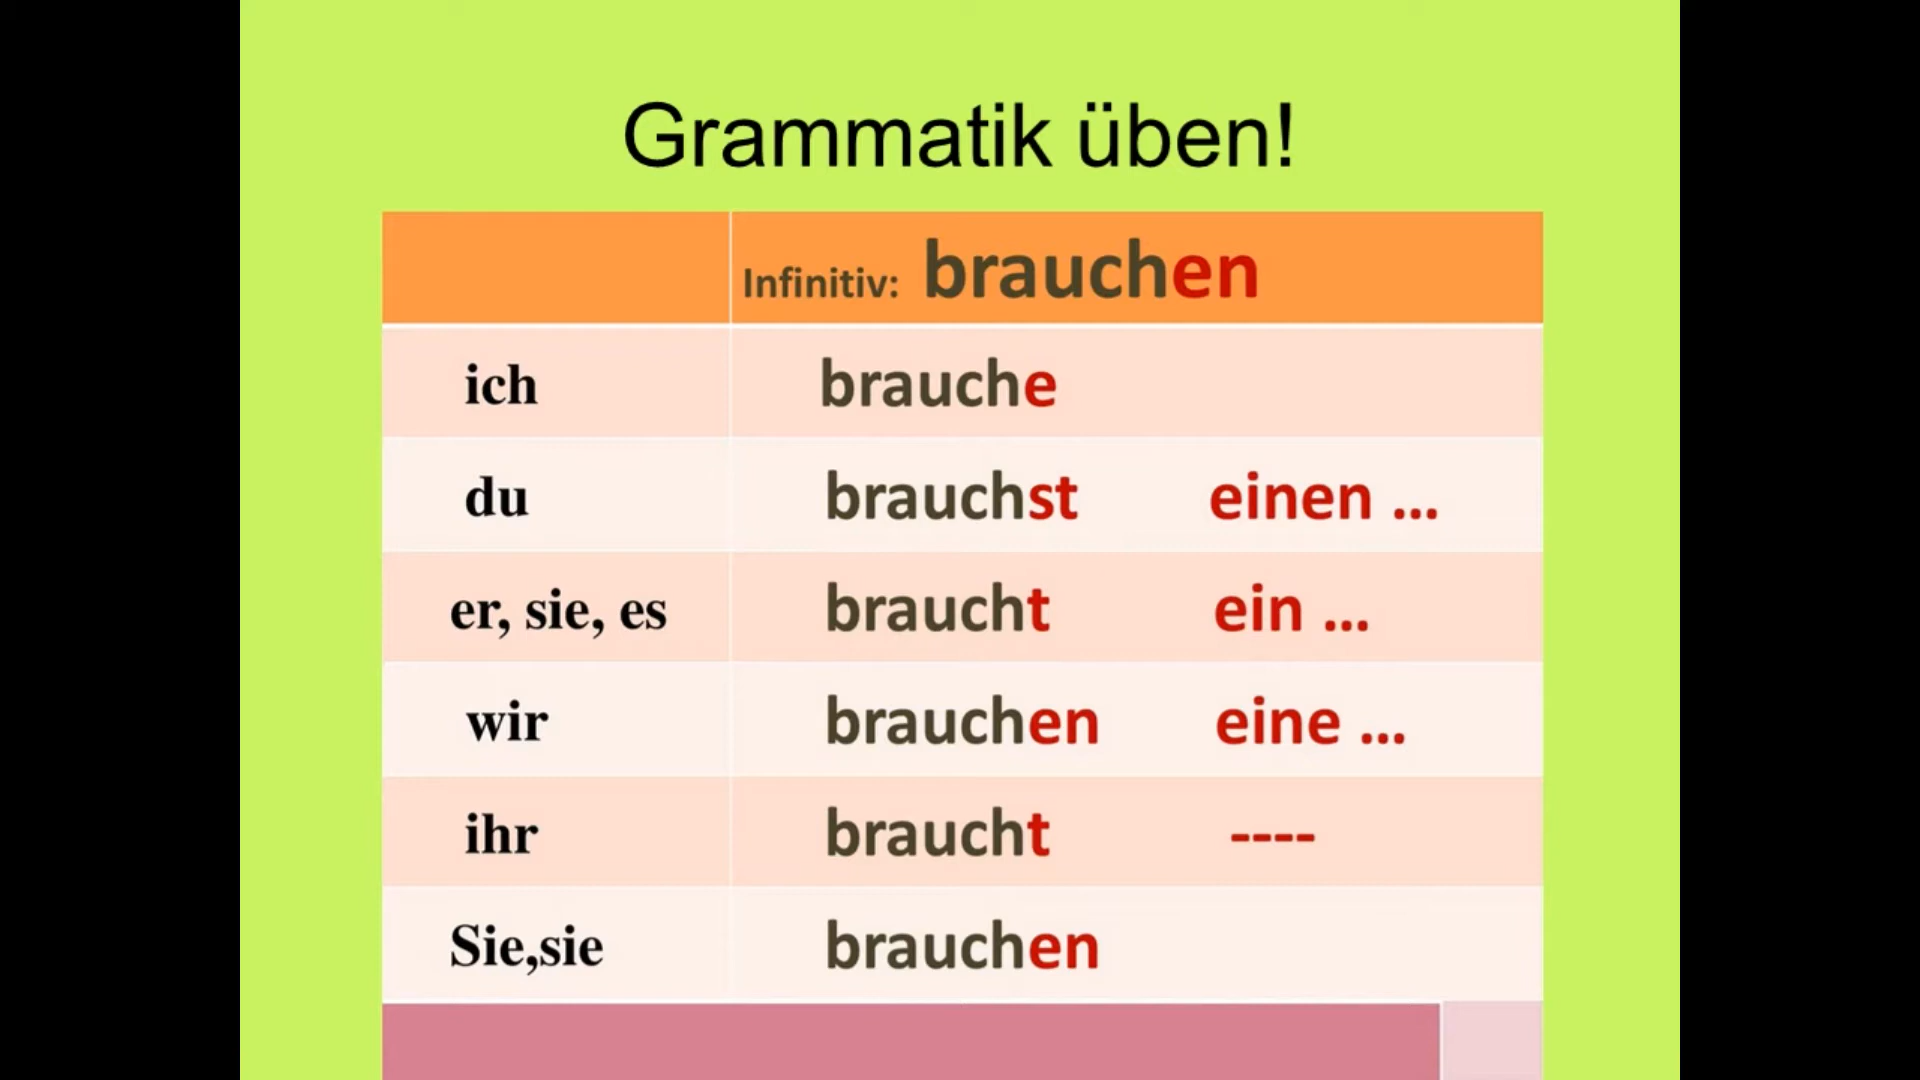 Grammatik üben!
Infinitiv: brauchen
ich brauche
du brauchst einen ...
er, sie, es braucht ein ...
wir brauchen eine ...
ihr braucht ----
Sie,sie brauchen